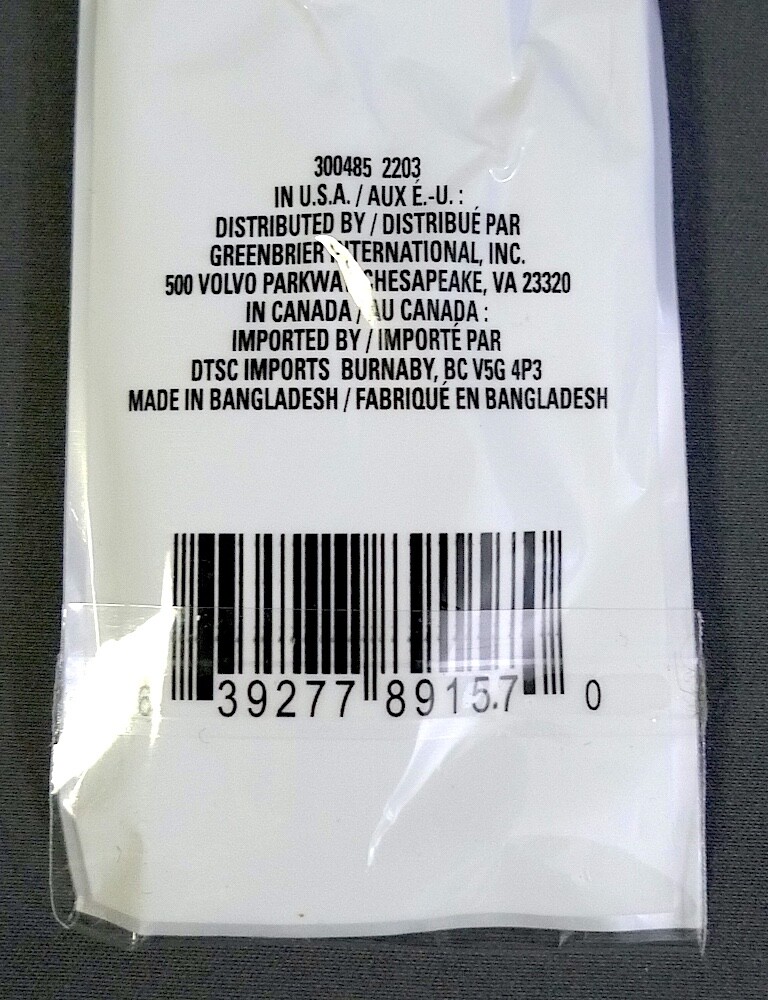 300485 2203
IN U.S.A. / AUX É.-U. :
DISTRIBUTED BY / DISTRIBUÉ PAR
GREENBRIER INTERNATIONAL, INC.
500 VOLVO PARKWAY, CHESAPEAKE, VA 23320
IN CANADA / AU CANADA :
IMPORTED BY / IMPORTÉ PAR
DTSC IMPORTS BURNABY, BC V5G 4P3
MADE IN BANGLADESH / FABRIQUÉ EN BANGLADESH
6 39277 89157 0